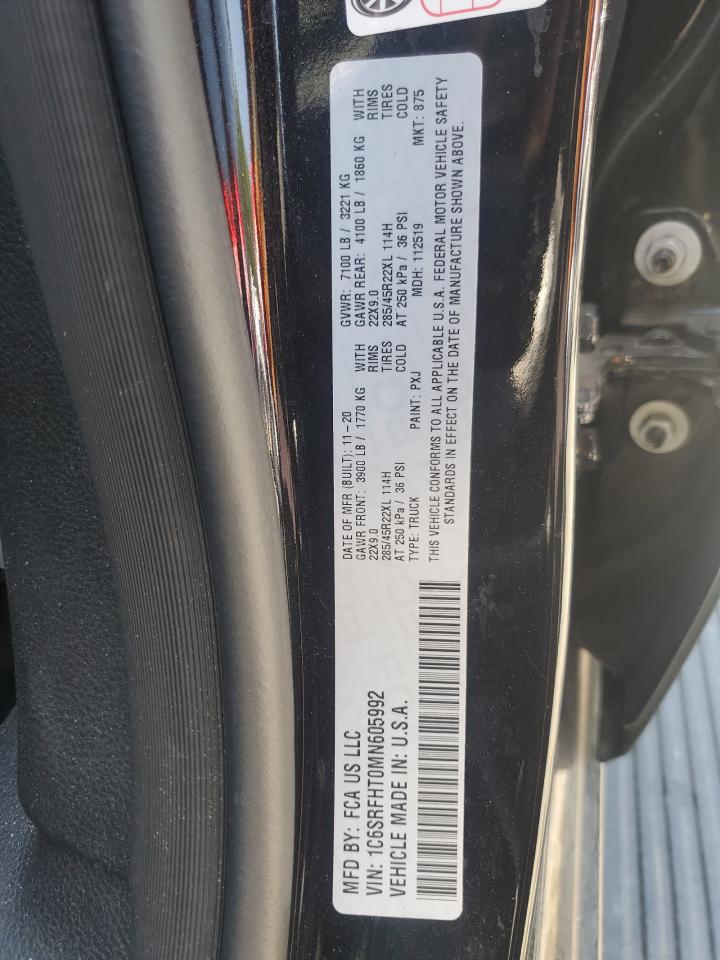 MFD BY: FCA US LLC
VIN: 1C6SRFHT0MN605992
VEHICLE MADE IN: U.S.A.
DATE OF MFR (BUILT): 11-20 GVWR: 7100 LB / 3221 KG
GAWR FRONT: 3900 LB / 1770 KG WITH GAWR REAR: 4100 LB / 1860 KG WITH
22X9.0 RIMS 22X9.0 RIMS
285/45R22XL 114H TIRES 285/45R22XL 114H TIRES
AT 250 kPa / 36 PSI COLD AT 250 kPa / 36 PSI COLD
TYPE: TRUCK PAINT: PXJ MDH: 112519 MKT: 875
THIS VEHICLE CONFORMS TO ALL APPLICABLE U.S.A. FEDERAL MOTOR VEHICLE SAFETY
STANDARDS IN EFFECT ON THE DATE OF MANUFACTURE SHOWN ABOVE.